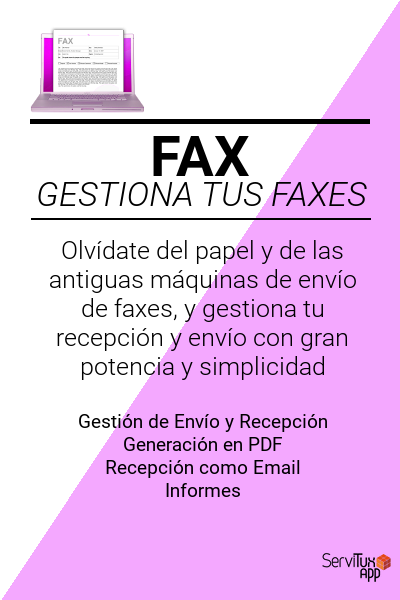 FAX
FAX
GESTIONA TUS FAXES
Olvídate del papel y de las
antiguas máquinas de envío
de faxes, y gestiona tu
recepción y envío con gran
potencia y simplicidad
Gestión de Envío y Recepción
Generación en PDF
Recepción como Email
Informes
ServiTux
App